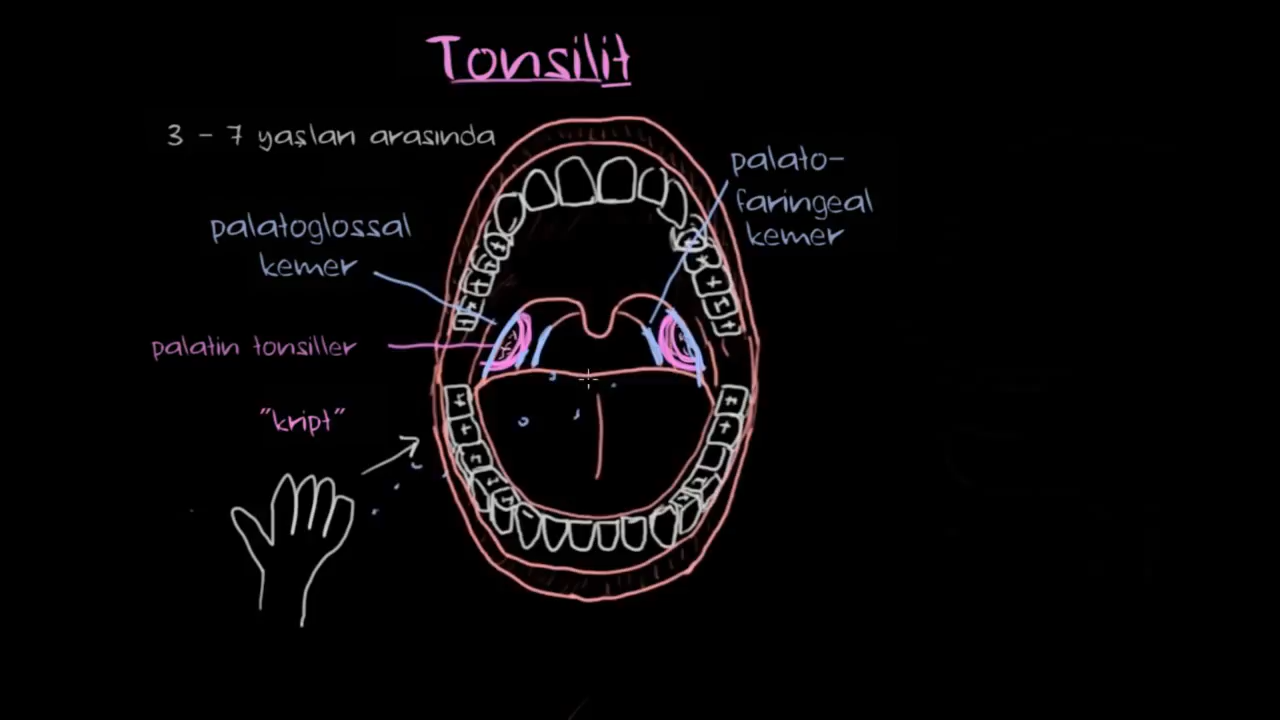 Tonsilit
3 - 7 yaşları arasında
palato-
faringeal
kemer
palatoglossal
kemer
palatin tonsiller
"kript"